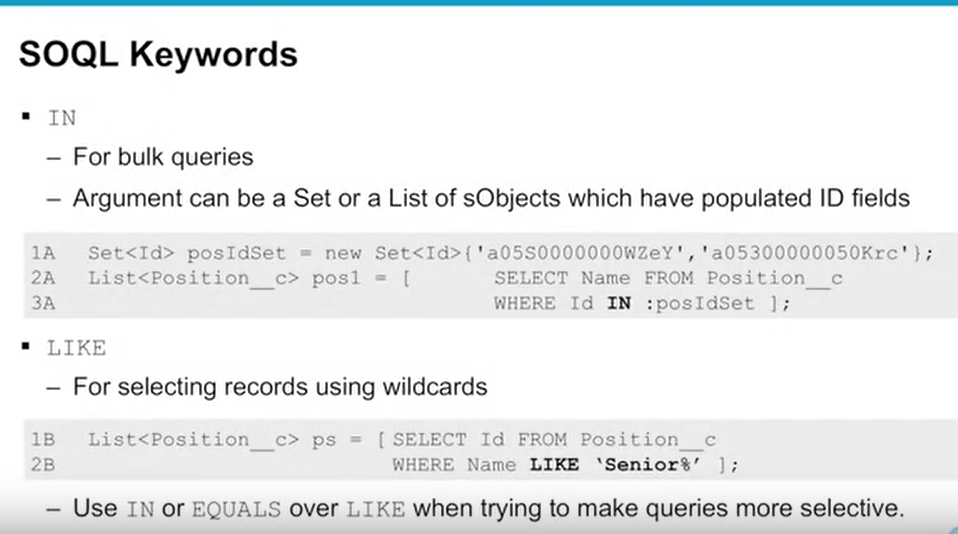 SOQL Keywords
▪ IN
– For bulk queries
– Argument can be a Set or a List of sObjects which have populated ID fields
1A Set<Id> posIdSet = new Set<Id>{'a05S0000000WZeY','a05300000050Krc'};
2A List<Position__c> pos1 = [ SELECT Name FROM Position__c
3A WHERE Id IN :posIdSet ];
▪ LIKE
– For selecting records using wildcards
1B List<Position__c> ps = [ SELECT Id FROM Position__c
2B WHERE Name LIKE ‘Senior%’ ];
– Use IN or EQUALS over LIKE when trying to make queries more selective.